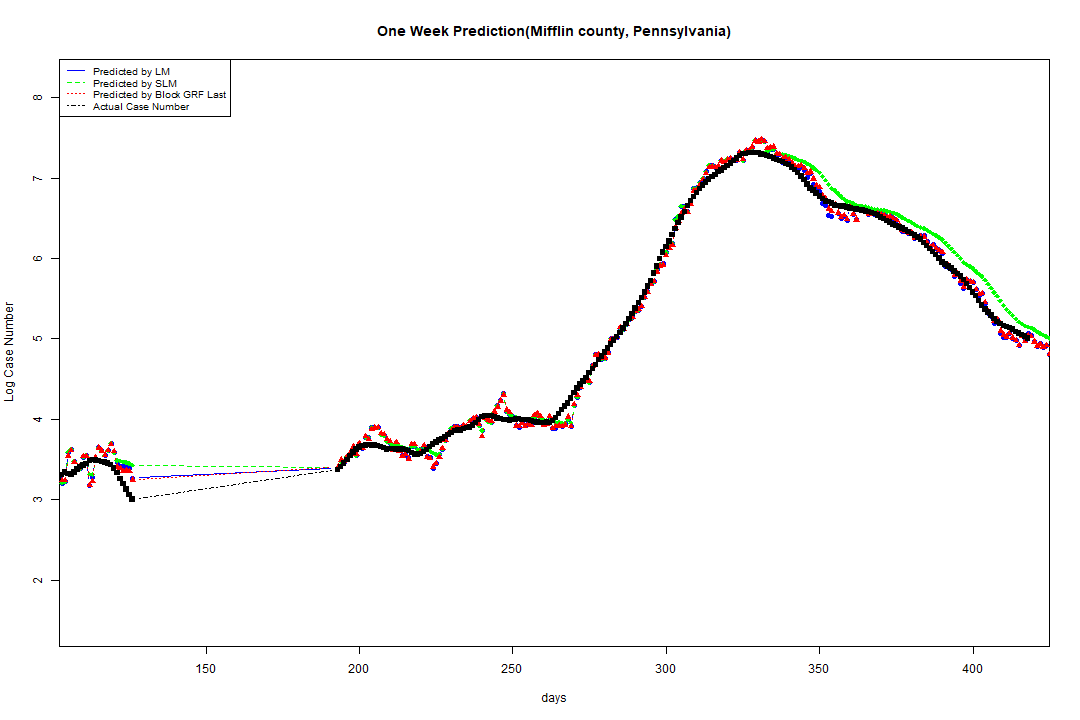 One Week Prediction(Mifflin county, Pennsylvania)
Predicted by LM
Predicted by SLM
Predicted by Block GRF Last
Actual Case Number
8
7
6
5
4
3
2
Log Case Number
150 200 250 300 350 400
days